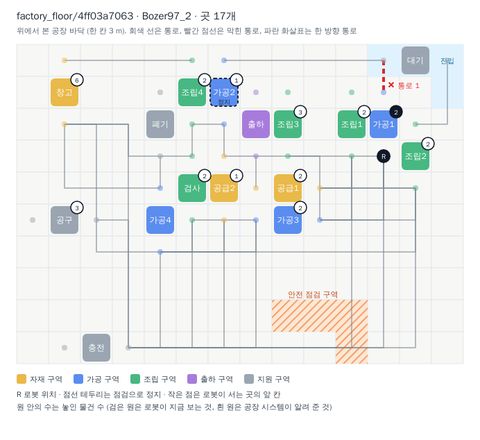 factory_floor/4ff03a7063 · Bozer97_2 · 곳 17개
위에서 본 공장 바닥 (한 칸 3 m). 회색 선은 통로, 빨간 점선은 막힌 통로, 파란 화살표는 한 방향 통로
대기
전립
창고 6
조립4 2
가공2 1
정지
✕ 통로 1
폐기
출하
조립3 3
조립1 2
가공1 2
조립2 2
R
검사 2
공급2 1
공급1 2
공구 3
가공4
가공3 2
안전 점검 구역
충전
자재 구역 가공 구역 조립 구역 출하 구역 지원 구역
R 로봇 위치 · 점선 테두리는 점검으로 정지 · 작은 점은 로봇이 서는 곳의 앞 칸
원 안의 수는 놓인 물건 수 (검은 원은 로봇이 지금 보는 것, 흰 원은 공장 시스템이 알려 준 것)